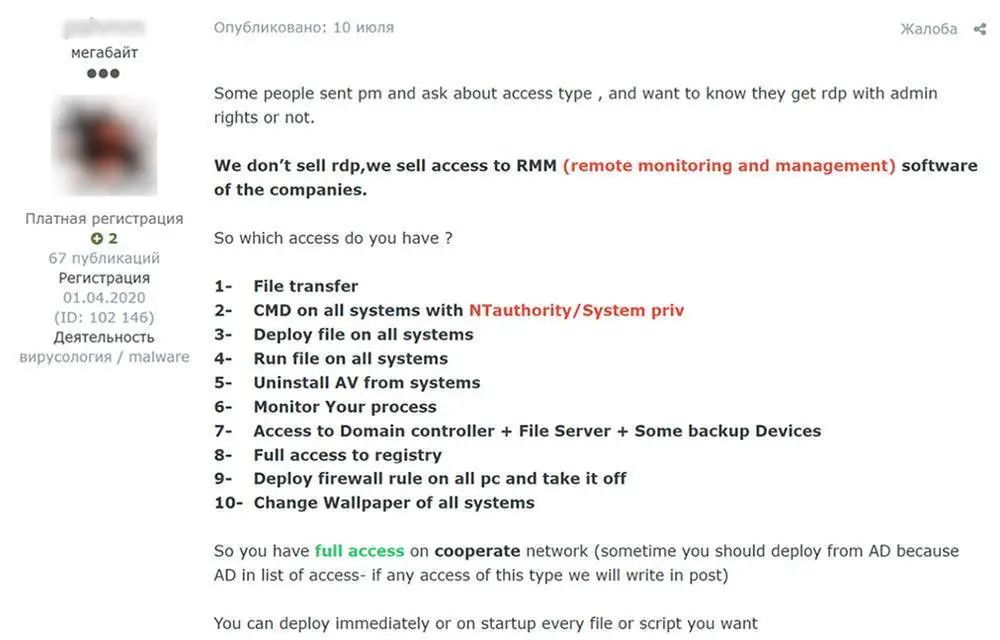 Опубликовано: 10 июля
Жалоба
мегабайт
Платная регистрация
2
67 публикаций
Регистрация
01.04.2020
(ID: 102 146)
Деятельность
вирусология / malware
Some people sent pm and ask about access type , and want to know they get rdp with admin
rights or not.
We don’t sell rdp,we sell access to RMM (remote monitoring and management) software
of the companies.
So which access do you have ?
1- File transfer
2- CMD on all systems with NTauthority/System priv
3- Deploy file on all systems
4- Run file on all systems
5- Uninstall AV from systems
6- Monitor Your process
7- Access to Domain controller + File Server + Some backup Devices
8- Full access to registry
9- Deploy firewall rule on all pc and take it off
10- Change Wallpaper of all systems
So you have full access on cooperate network (sometime you should deploy from AD because
AD in list of access- if any access of this type we will write in post)
You can deploy immediately or on startup every file or script you want